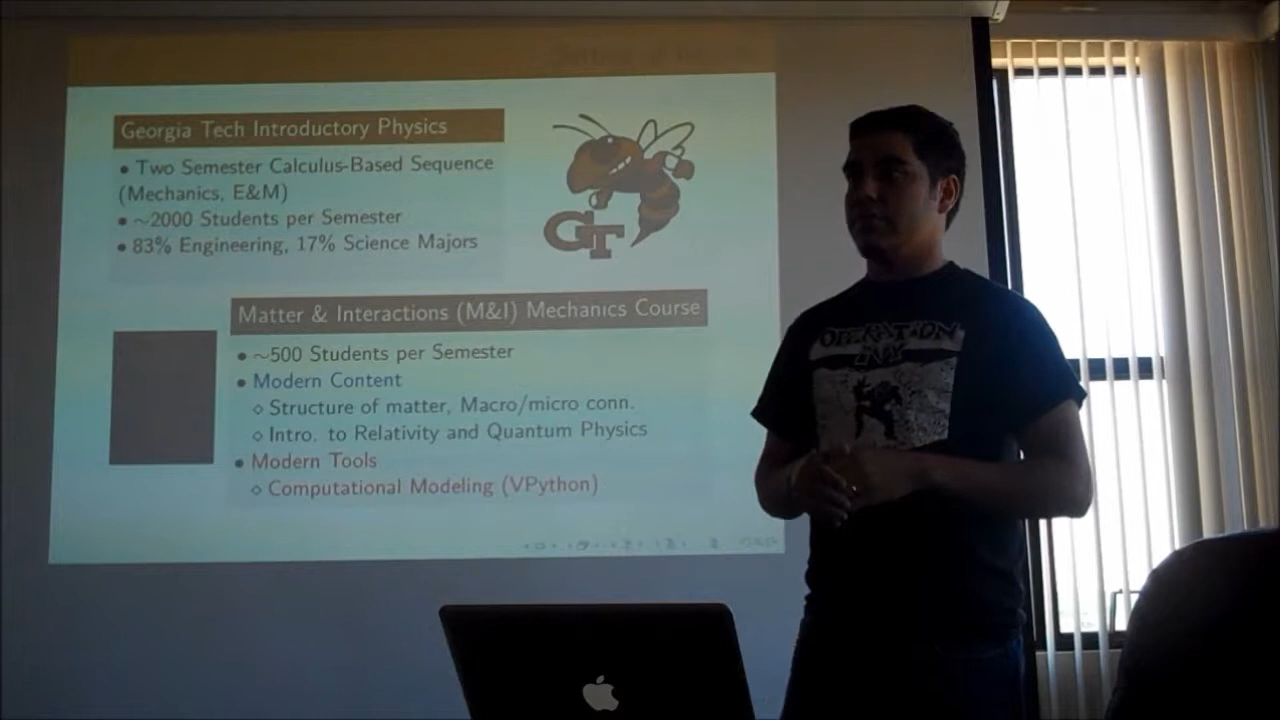 Georgia Tech Introductory Physics
• Two Semester Calculus-Based Sequence
(Mechanics, E&M)
• ~2000 Students per Semester
• 83% Engineering, 17% Science Majors
GT
Matter & Interactions (M&I) Mechanics Course
• ~500 Students per Semester
• Modern Content
⋄ Structure of matter, Macro/micro conn.
⋄ Intro. to Relativity and Quantum Physics
• Modern Tools
⋄ Computational Modeling (VPython)
OPERATION
IVY